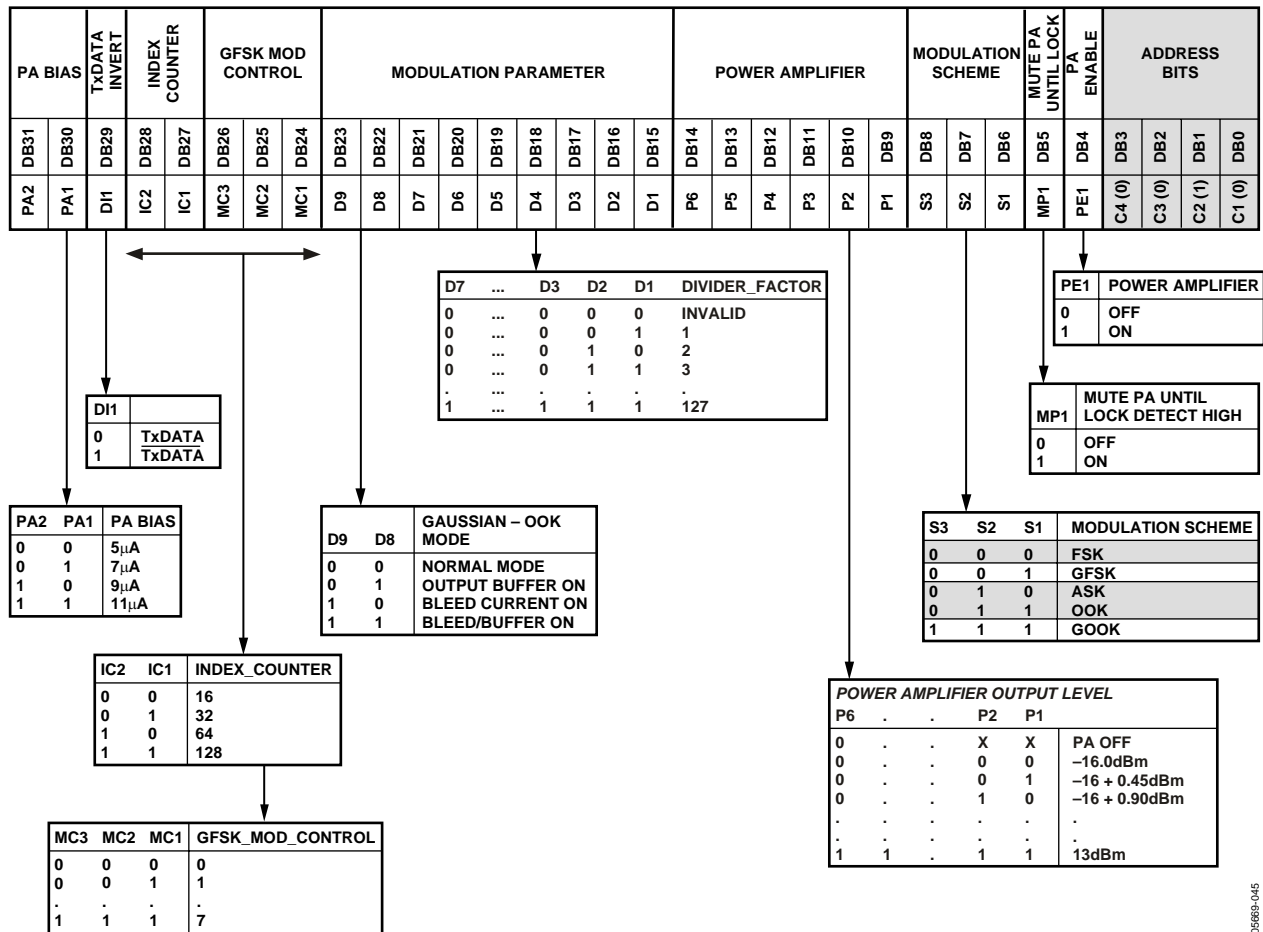 PA BIAS
TxDATA
INVERT
INDEX
COUNTER
GFSK MOD
CONTROL
MODULATION PARAMETER
POWER AMPLIFIER
MODULATION
SCHEME
MUTE PA
UNTIL LOCK
PA
ENABLE
ADDRESS
BITS
DB31 DB30 DB29 DB28 DB27 DB26 DB25 DB24 DB23 DB22 DB21 DB20 DB19 DB18 DB17 DB16 DB15 DB14 DB13 DB12 DB11 DB10 DB9 DB8 DB7 DB6 DB5 DB4 DB3 DB2 DB1 DB0
PA2 PA1 DI1 IC2 IC1 MC3 MC2 MC1 D9 D8 D7 D6 D5 D4 D3 D2 D1 P6 P5 P4 P3 P2 P1 S3 S2 S1 MP1 PE1 C4 (0) C3 (0) C2 (1) C1 (0)
D7 ... D3 D2 D1 DIVIDER_FACTOR
0 ... 0 0 0 INVALID
0 ... 0 0 1 1
0 ... 0 1 0 2
0 ... 0 1 1 3
. ... . . . .
1 ... 1 1 1 127
PE1 POWER AMPLIFIER
0 OFF
1 ON
MP1 MUTE PA UNTIL
LOCK DETECT HIGH
0 OFF
1 ON
DI1
0 TxDATA
1 T̅x̅D̅A̅T̅A̅
PA2 PA1 PA BIAS
0 0 5µA
0 1 7µA
1 0 9µA
1 1 11µA
D9 D8 GAUSSIAN – OOK
MODE
0 0 NORMAL MODE
0 1 OUTPUT BUFFER ON
1 0 BLEED CURRENT ON
1 1 BLEED/BUFFER ON
S3 S2 S1 MODULATION SCHEME
0 0 0 FSK
0 0 1 GFSK
0 1 0 ASK
0 1 1 OOK
1 1 1 GOOK
IC2 IC1 INDEX_COUNTER
0 0 16
0 1 32
1 0 64
1 1 128
POWER AMPLIFIER OUTPUT LEVEL
P6 . . P2 P1
0 . . X X PA OFF
0 . . 0 0 –16.0dBm
0 . . 0 1 –16 + 0.45dBm
0 . . 1 0 –16 + 0.90dBm
. . . . . .
. . . . . .
1 1 . 1 1 13dBm
MC3 MC2 MC1 GFSK_MOD_CONTROL
0 0 0 0
0 0 1 1
. . . .
1 1 1 7
05669-045